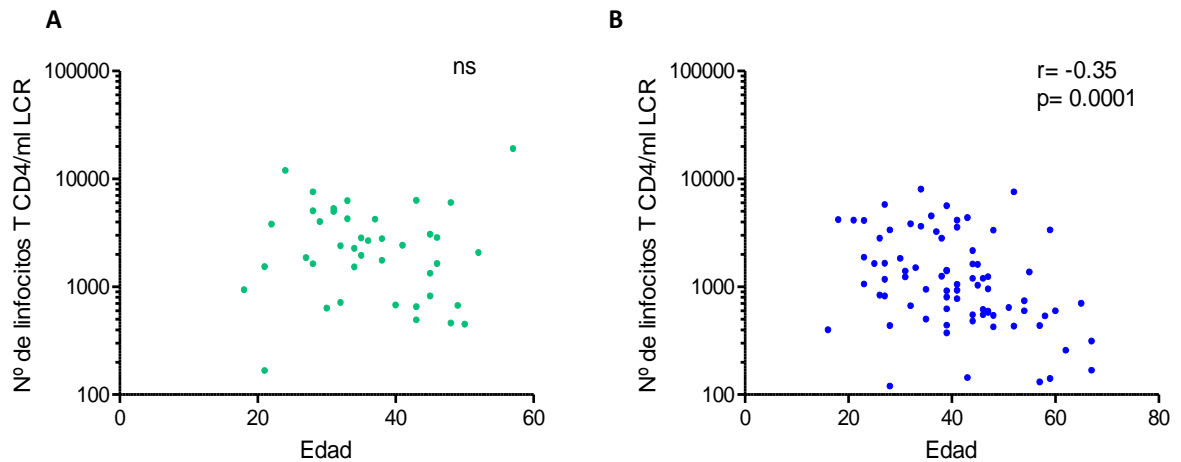 A
B
ns
r= -0.35
p= 0.0001
Nº de linfocitos T CD4/ml LCR
100000
10000
1000
100
0
20
40
60
Edad
Nº de linfocitos T CD4/ml LCR
100000
10000
1000
100
0
20
40
60
80
Edad